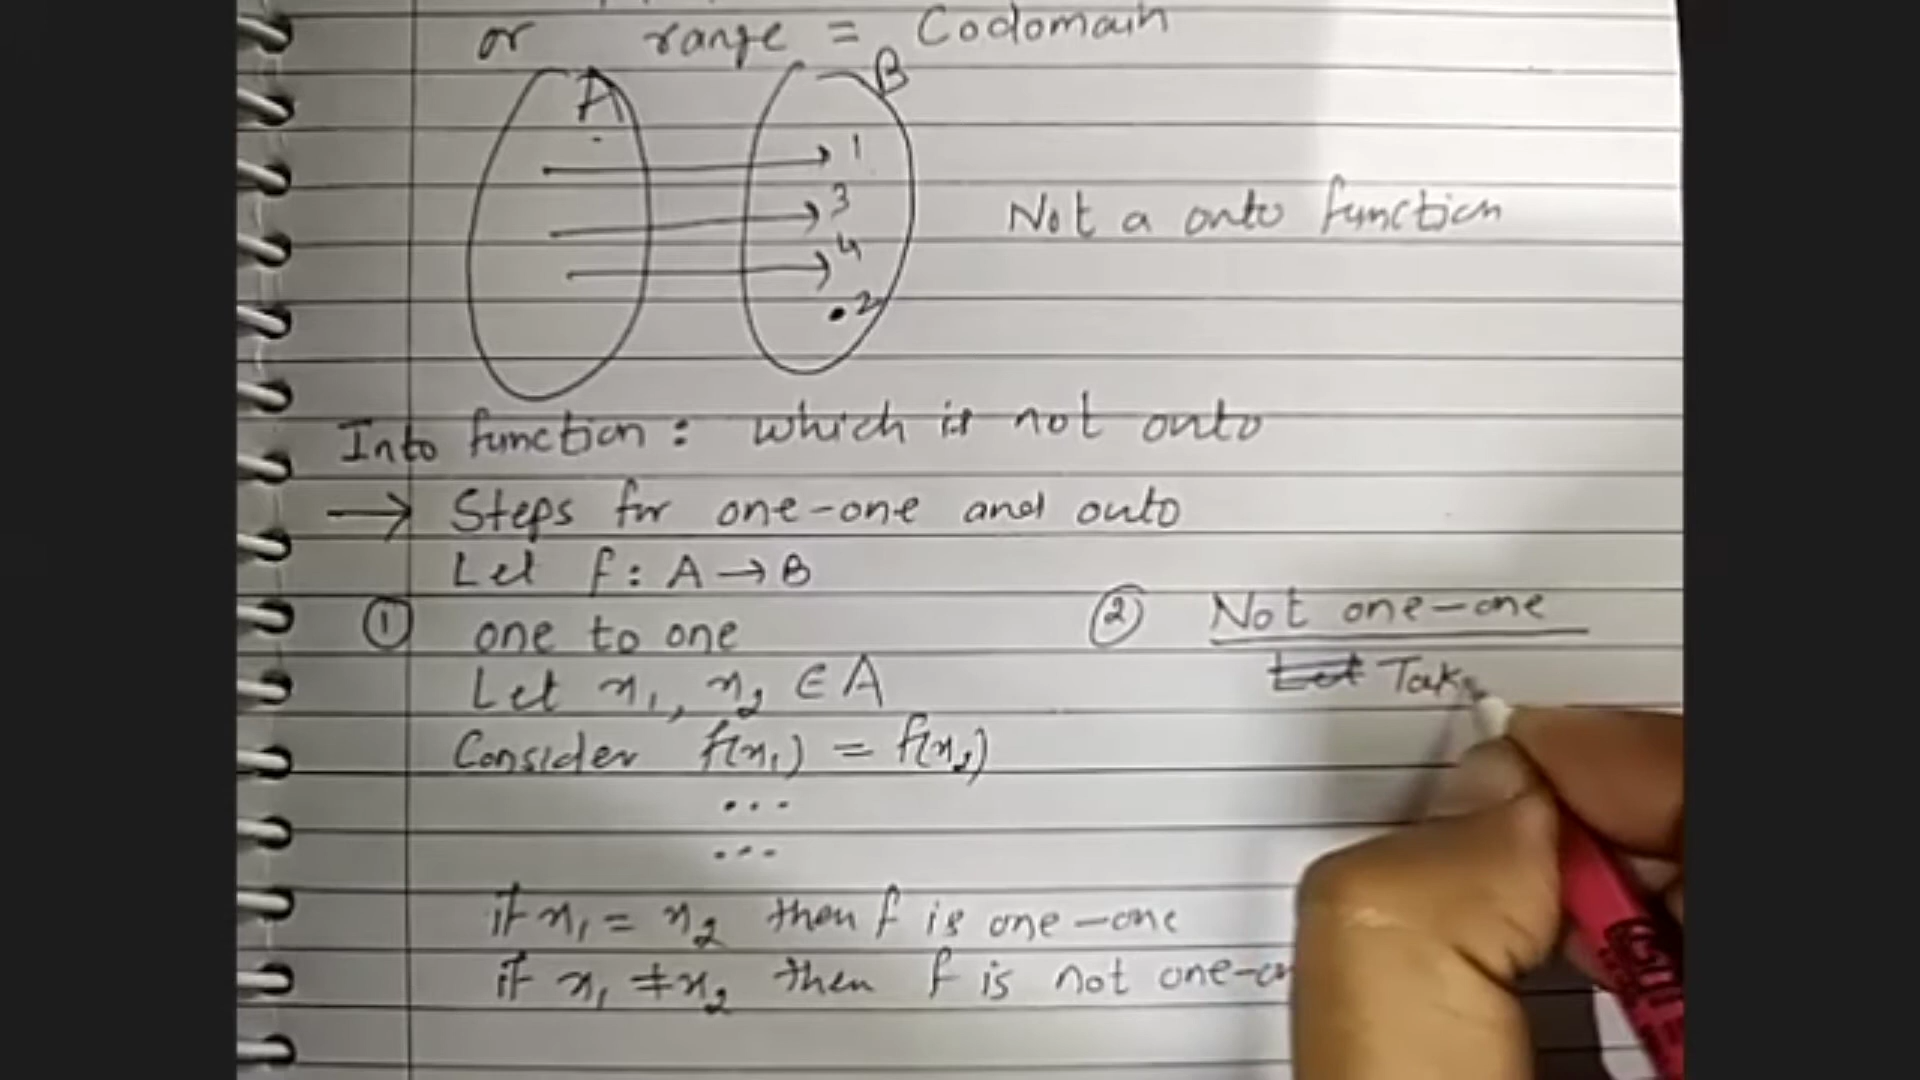 or range = Codomain
A B
1
3
4
2
Not a onto function
Into function : which is not onto
→ Steps for one-one and onto
Let f : A → B
① one to one
Let x₁, x₂ ∈ A
Consider f(x₁) = f(x₂)
...
...
if x₁ = x₂ then f is one-one
if x₁ ≠ x₂ then f is not one-on
② Not one-one
Let Take